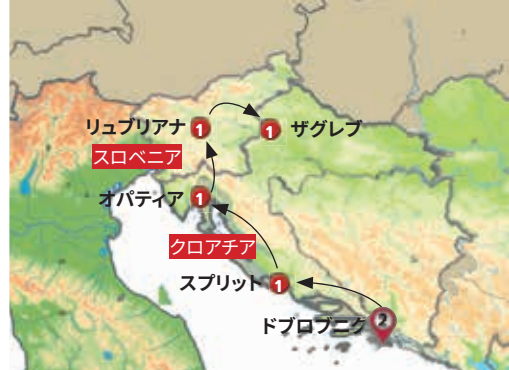 リュブリアナ 1
1 ザグレブ
スロベニア
オパティア 1
クロアチア
スプリット 1
ドブロブニク 2